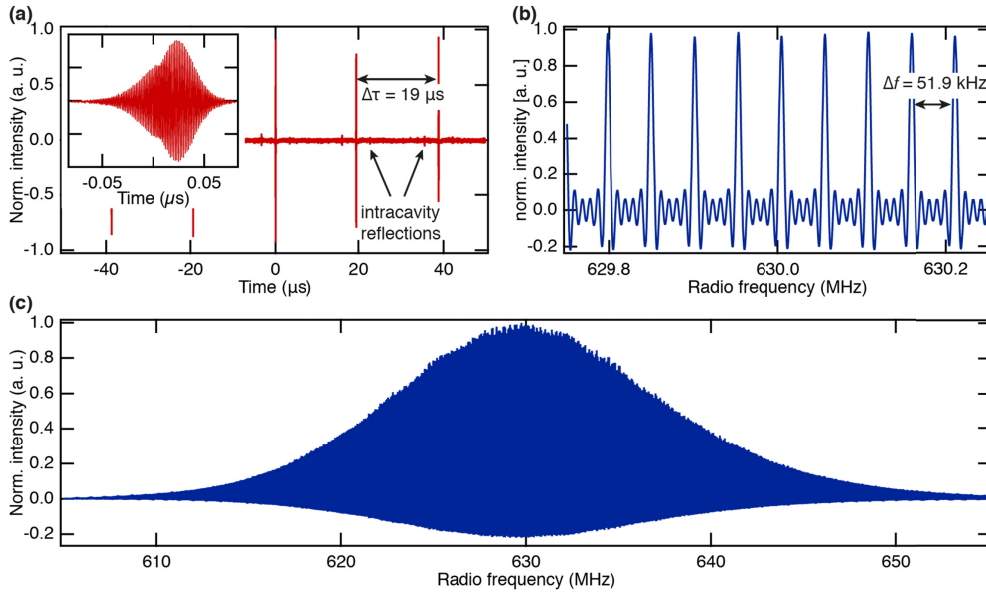 (a)
Norm. intensity (a. u.)
1.0
0.5
0.0
-0.5
-1.0
-0.05
0.05
Time (µs)
Δτ = 19 µs
intracavity
reflections
-40
-20
0
20
40
Time (µs)
(b)
norm. intensity [a. u.]
1.0
0.8
0.6
0.4
0.2
0.0
-0.2
Δf = 51.9 kHz
629.8
630.0
630.2
Radio frequency (MHz)
(c)
Norm. intensity (a. u.)
1.0
0.8
0.6
0.4
0.2
0.0
-0.2
610
620
630
640
650
Radio frequency (MHz)